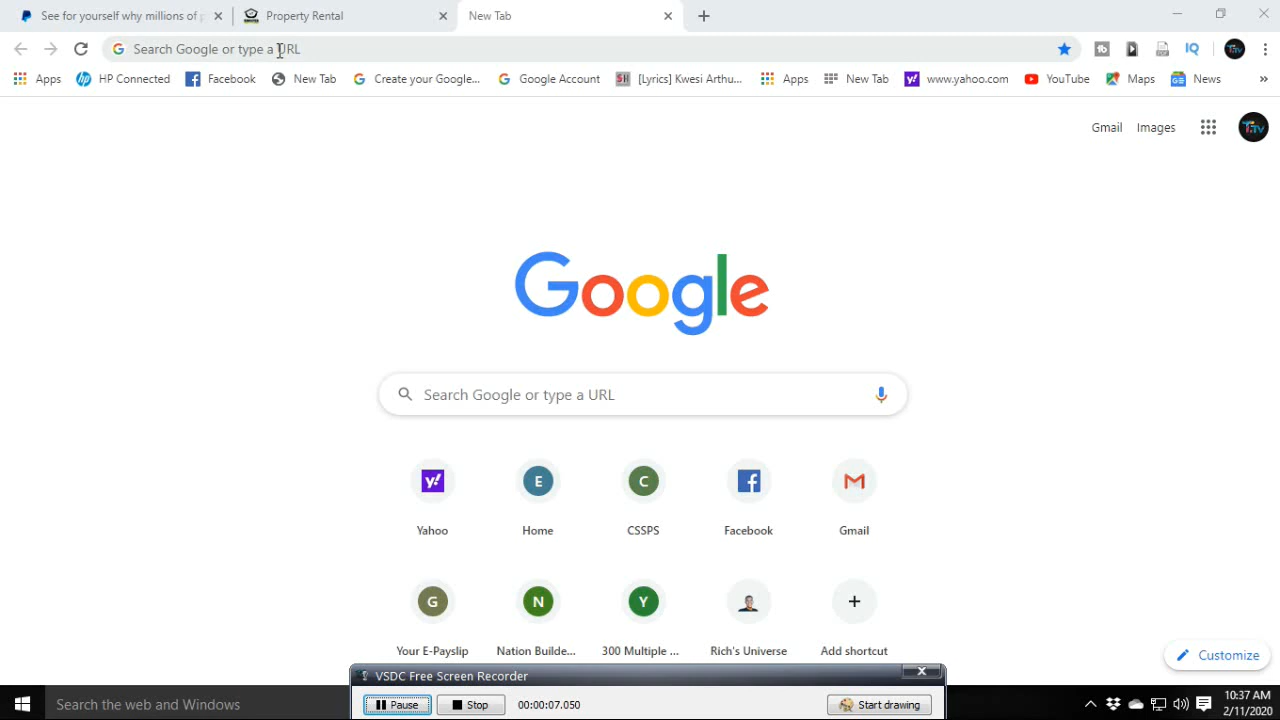 See for yourself why millions of p
Property Rental
New Tab
Search Google or type a URL
Apps
HP Connected
Facebook
New Tab
Create your Google...
Google Account
SH
[Lyrics] Kwesi Arthu...
Apps
New Tab
www.yahoo.com
YouTube
Maps
News
»
Gmail
Images
T.TV
Google
Search Google or type a URL
y!
E
C
Yahoo
Home
CSSPS
Facebook
Gmail
G
N
Y
Your E-Payslip
Nation Builde...
300 Multiple ...
Rich's Universe
Add shortcut
Customize
VSDC Free Screen Recorder
Pause
Stop
00:00:07.050
Start drawing
Search the web and Windows
10:37 AM
2/11/2020